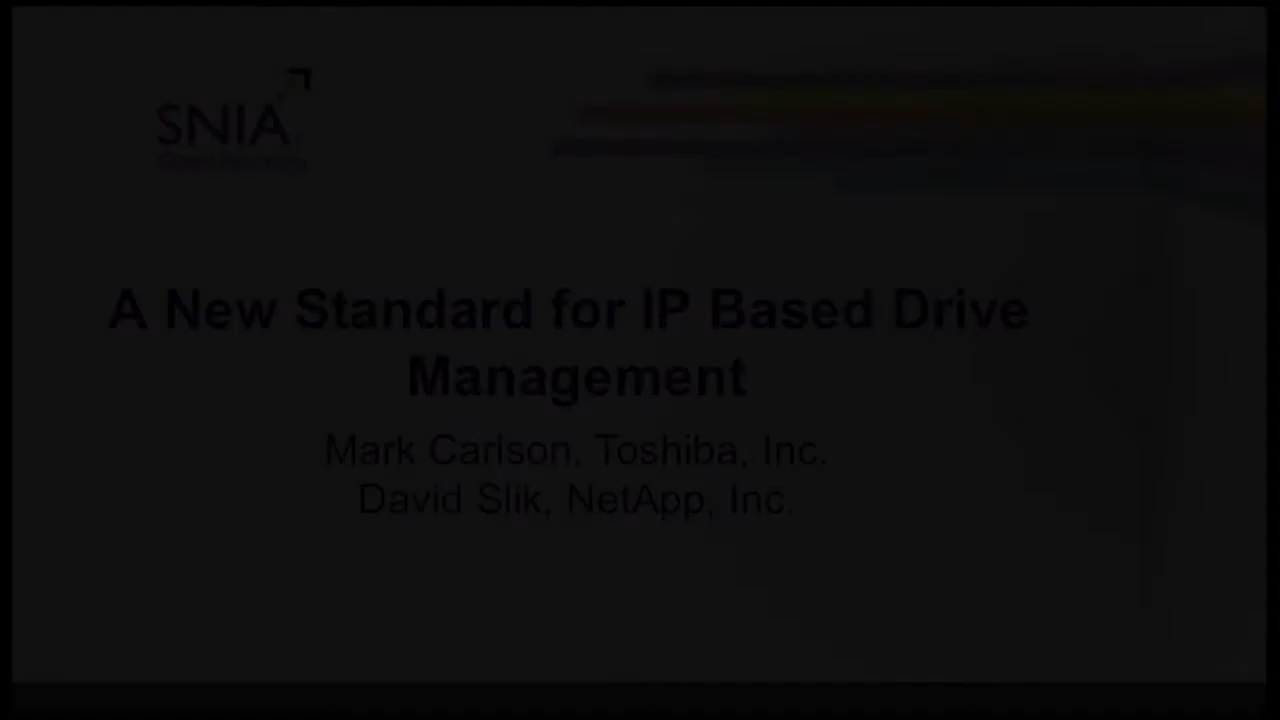 SNIA
A New Standard for IP Based Drive
Management
Mark Carlson, Toshiba, Inc.
David Slik, NetApp, Inc.